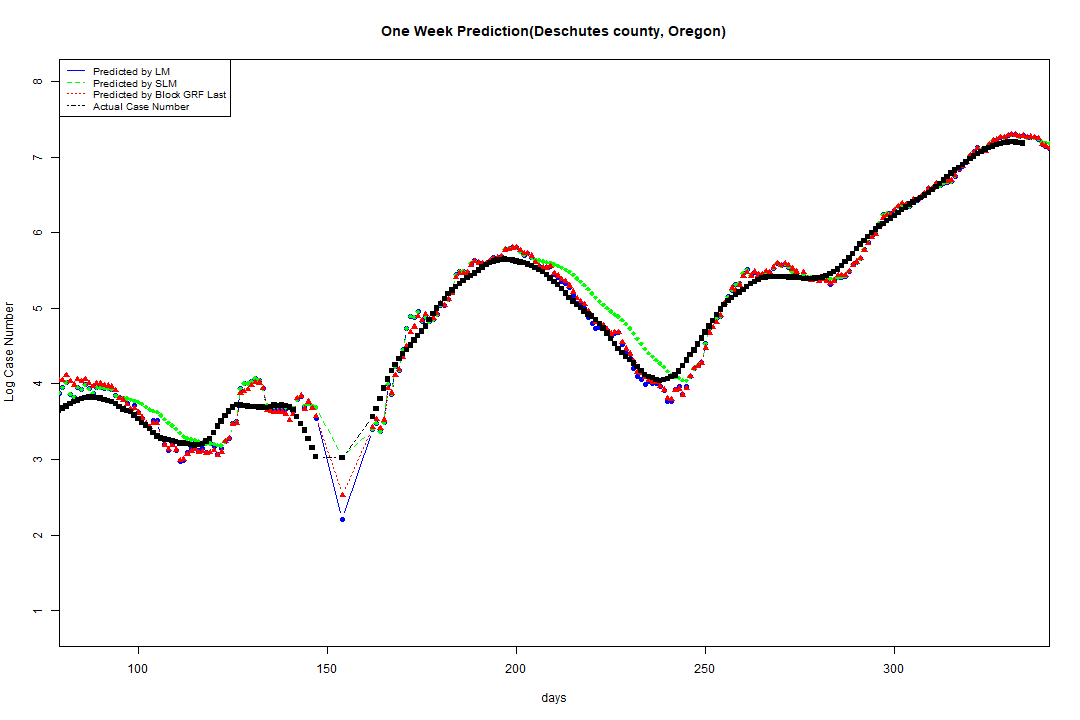 One Week Prediction(Deschutes county, Oregon)
Predicted by LM
Predicted by SLM
Predicted by Block GRF Last
Actual Case Number
Log Case Number
8
7
6
5
4
3
2
1
100 150 200 250 300
days